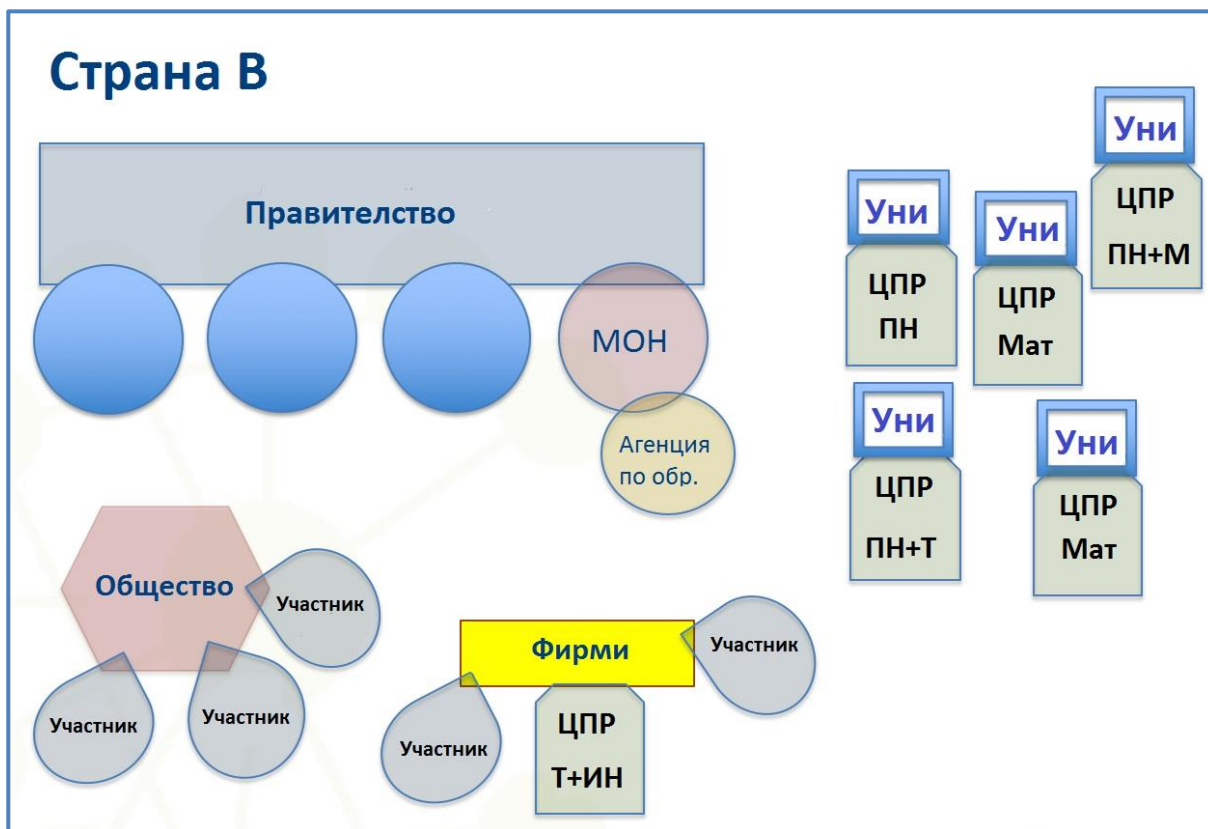 Страна В
Правителство
МОН
Агенция
по обр.
Уни
ЦПР
ПН+М
Уни
ЦПР
ПН
Уни
ЦПР
Мат
Уни
ЦПР
ПН+Т
Уни
ЦПР
Мат
Общество
Участник
Участник
Участник
Фирми
Участник
Участник
ЦПР
Т+ИН